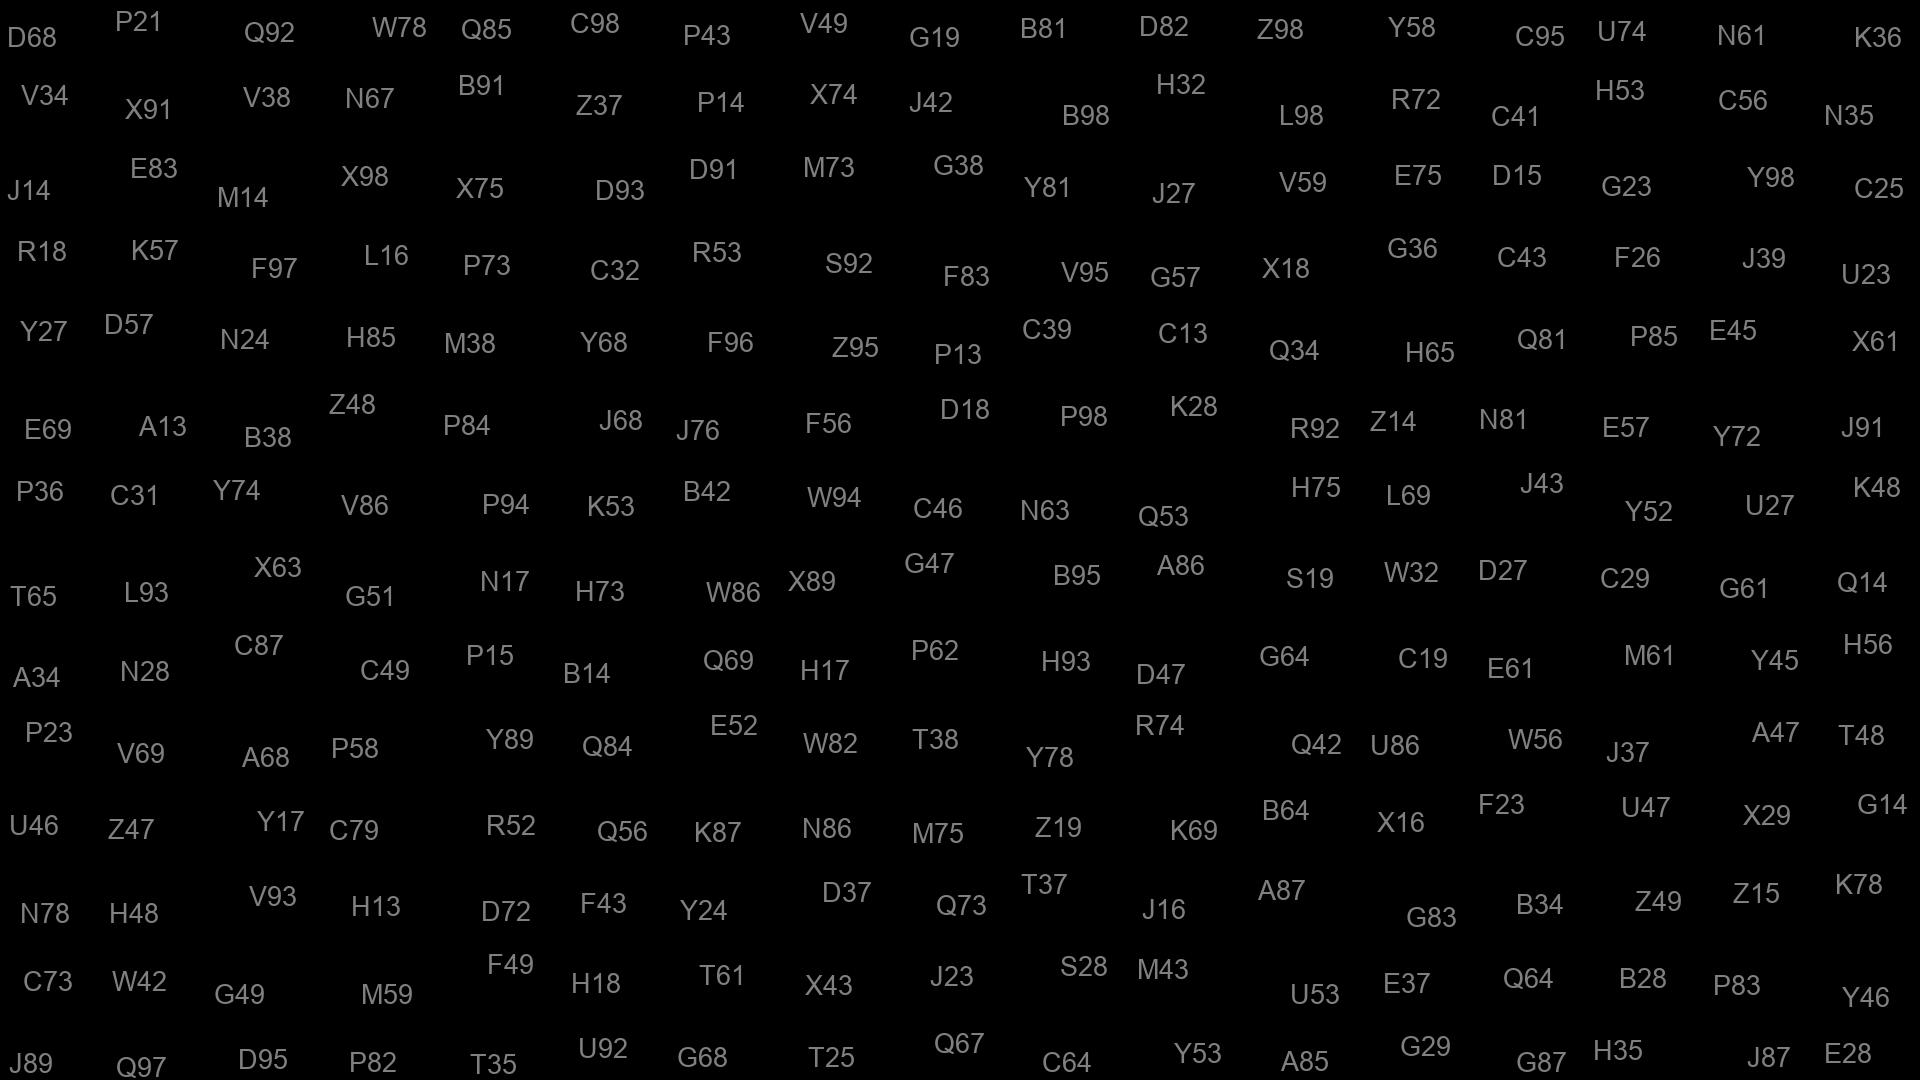 D68 P21 Q92 W78 Q85 C98 P43 V49 G19 B81 D82 Z98 Y58 C95 U74 N61 K36
V34 X91 V38 N67 B91 Z37 P14 X74 J42 B98 H32 L98 R72 C41 H53 C56 N35
J14 E83 M14 X98 X75 D93 D91 M73 G38 Y81 J27 V59 E75 D15 G23 Y98 C25
R18 K57 F97 L16 P73 C32 R53 S92 F83 V95 G57 X18 G36 C43 F26 J39 U23
Y27 D57 N24 H85 M38 Y68 F96 Z95 P13 C39 C13 Q34 H65 Q81 P85 E45 X61
E69 A13 B38 Z48 P84 J68 J76 F56 D18 P98 K28 R92 Z14 N81 E57 Y72 J91
P36 C31 Y74 V86 P94 K53 B42 W94 C46 N63 Q53 H75 L69 J43 Y52 U27 K48
T65 L93 X63 G51 N17 H73 W86 X89 G47 B95 A86 S19 W32 D27 C29 G61 Q14
A34 N28 C87 C49 P15 B14 Q69 H17 P62 H93 D47 G64 C19 E61 M61 Y45 H56
P23 V69 A68 P58 Y89 Q84 E52 W82 T38 Y78 R74 Q42 U86 W56 J37 A47 T48
U46 Z47 Y17 C79 R52 Q56 K87 N86 M75 Z19 K69 B64 X16 F23 U47 X29 G14
N78 H48 V93 H13 D72 F43 Y24 D37 Q73 T37 J16 A87 G83 B34 Z49 Z15 K78
C73 W42 G49 M59 F49 H18 T61 X43 J23 S28 M43 U53 E37 Q64 B28 P83 Y46
J89 Q97 D95 P82 T35 U92 G68 T25 Q67 C64 Y53 A85 G29 G87 H35 J87 E28